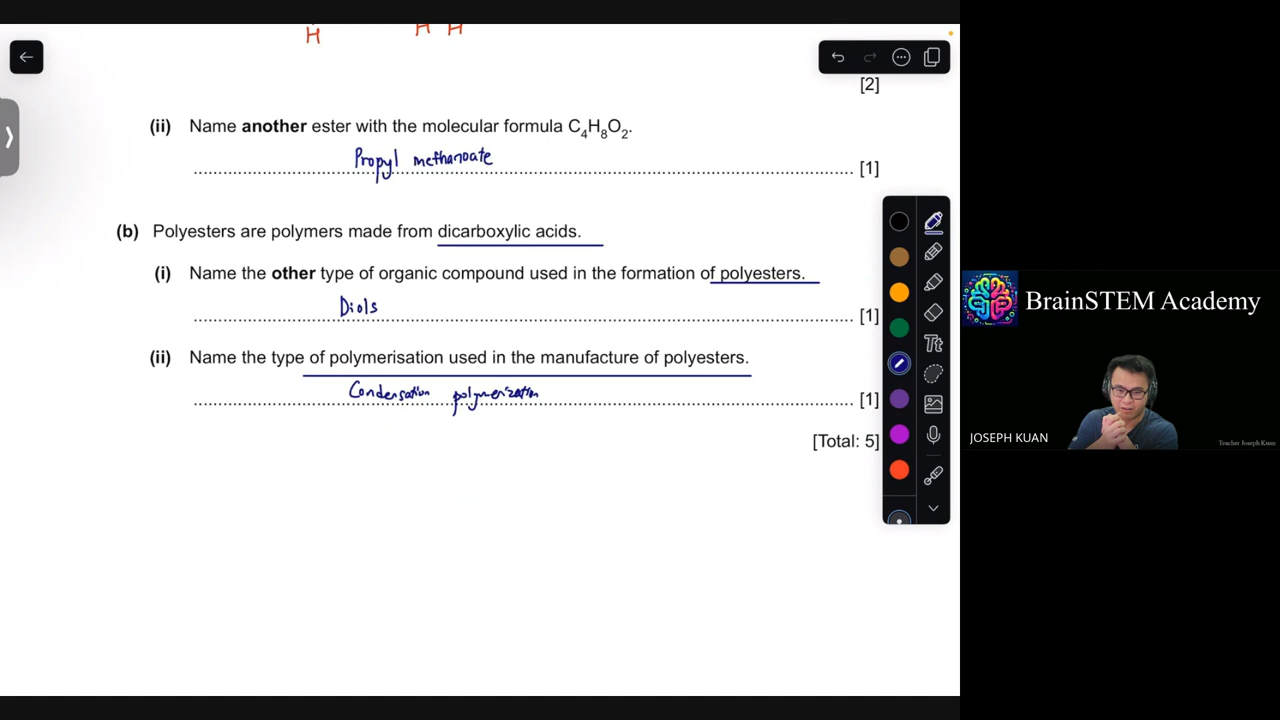 H H H
[2]
(ii) Name another ester with the molecular formula C4H8O2.
Propyl methanoate
[1]
(b) Polyesters are polymers made from dicarboxylic acids.
(i) Name the other type of organic compound used in the formation of polyesters.
Diols
[1]
(ii) Name the type of polymerisation used in the manufacture of polyesters.
Condensation polymerization
[1]
[Total: 5]
Tt
BrainSTEM Academy
JOSEPH KUAN
Teacher Joseph Kuan